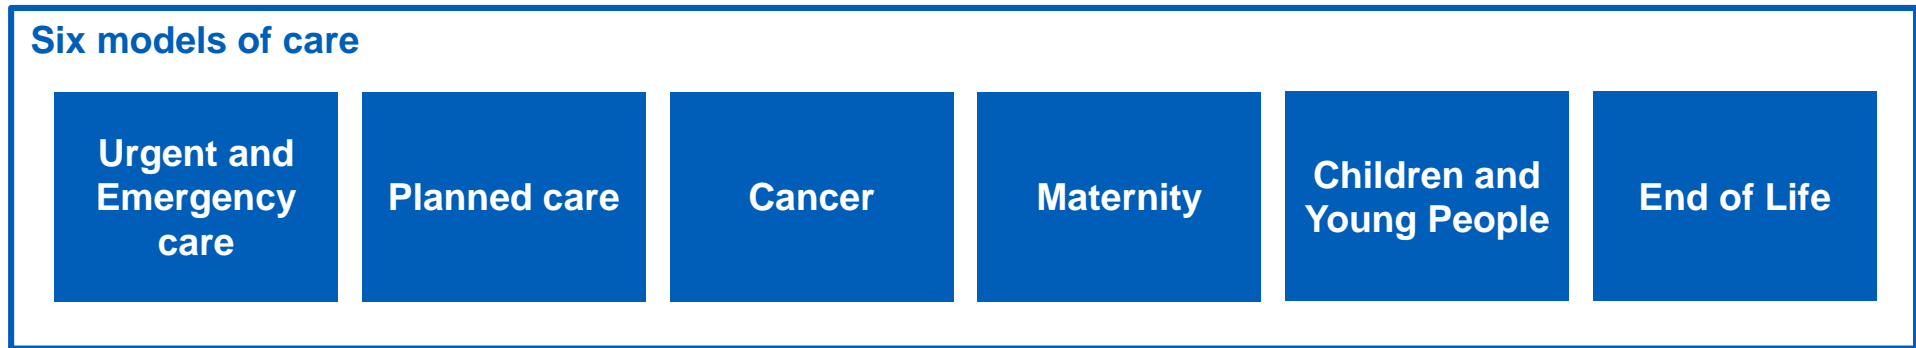 Six models of care
Urgent and
Emergency
care
Planned care
Cancer
Maternity
Children and
Young People
End of Life